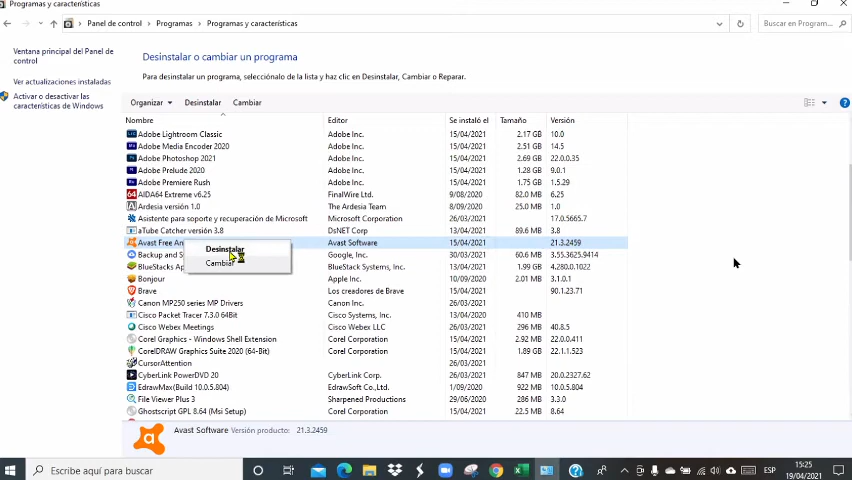 Programas y características
Panel de control
Programas
Programas y características
Buscar en Program...
Ventana principal del Panel de
control
Ver actualizaciones instaladas
Activar o desactivar las
características de Windows
Desinstalar o cambiar un programa
Para desinstalar un programa, selecciónalo de la lista y haz clic en Desinstalar, Cambiar o Reparar.
Organizar Desinstalar Cambiar
Nombre Editor Se instaló el Tamaño Versión
Adobe Lightroom Classic Adobe Inc. 15/04/2021 2.17 GB 10.0
Adobe Media Encoder 2020 Adobe Inc. 15/04/2021 2.51 GB 14.5
Adobe Photoshop 2021 Adobe Inc. 15/04/2021 2.69 GB 22.0.0.35
Adobe Prelude 2020 Adobe Inc. 15/04/2021 1.28 GB 9.0.1
Adobe Premiere Rush Adobe Inc. 15/04/2021 1.75 GB 1.5.29
64 AIDA64 Extreme v6.25 FinalWire Ltd. 9/08/2020 82.0 MB 6.25
Ardesia version 1.0 The Ardesia Team 8/09/2020 25.0 MB 1.0
Asistente para soporte y recuperación de Microsoft Microsoft Corporation 26/03/2021 17.0.5665.7
aTube Catcher versión 3.8 DsNET Corp 13/04/2021 89.6 MB 3.8
Avast Free An Avast Software 15/04/2021 21.3.2459
Desinstalar
Cambiar
Backup and S Google, Inc. 30/03/2021 60.6 MB 3.55.3625.9414
BlueStacks Ap BlueStack Systems, Inc. 13/04/2021 1.99 GB 4.280.0.1022
Bonjour Apple Inc. 10/09/2020 2.01 MB 3.1.0.1
Brave Los creadores de Brave 15/04/2021 90.1.23.71
Canon MP250 series MP Drivers Canon Inc. 26/03/2021
Cisco Packet Tracer 7.3.0 64Bit Cisco Systems, Inc. 13/04/2020 410 MB
Cisco Webex Meetings Cisco Webex LLC 26/03/2021 40.8.5
Corel Graphics - Windows Shell Extension Corel Corporation 15/04/2021 2.92 MB 22.0.0.411
CorelDRAW Graphics Suite 2020 (64-Bit) Corel Corporation 15/04/2021 1.89 GB 22.1.1.523
CursorAttention 26/03/2021
CyberLink PowerDVD 20 CyberLink Corp. 26/03/2021 847 MB 20.0.2327.62
EdrawMax(Build 10.0.5.804) EdrawSoft Co.,Ltd. 1/09/2020 922 MB 10.0.5.804
File Viewer Plus 3 Sharpened Productions 29/06/2020 286 MB 3.3.0
Ghostscript GPL 8.64 (Msi Setup) Corel Corporation 15/04/2021 22.5 MB 8.64
Avast Software Versión producto: 21.3.2459
Escribe aquí para buscar
ESP
15:25
19/04/2021